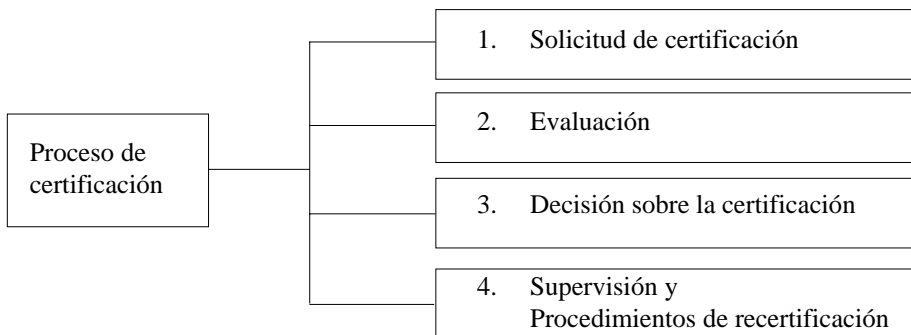 Proceso de
certificación
1. Solicitud de certificación
2. Evaluación
3. Decisión sobre la certificación
4. Supervisión y
Procedimientos de recertificación